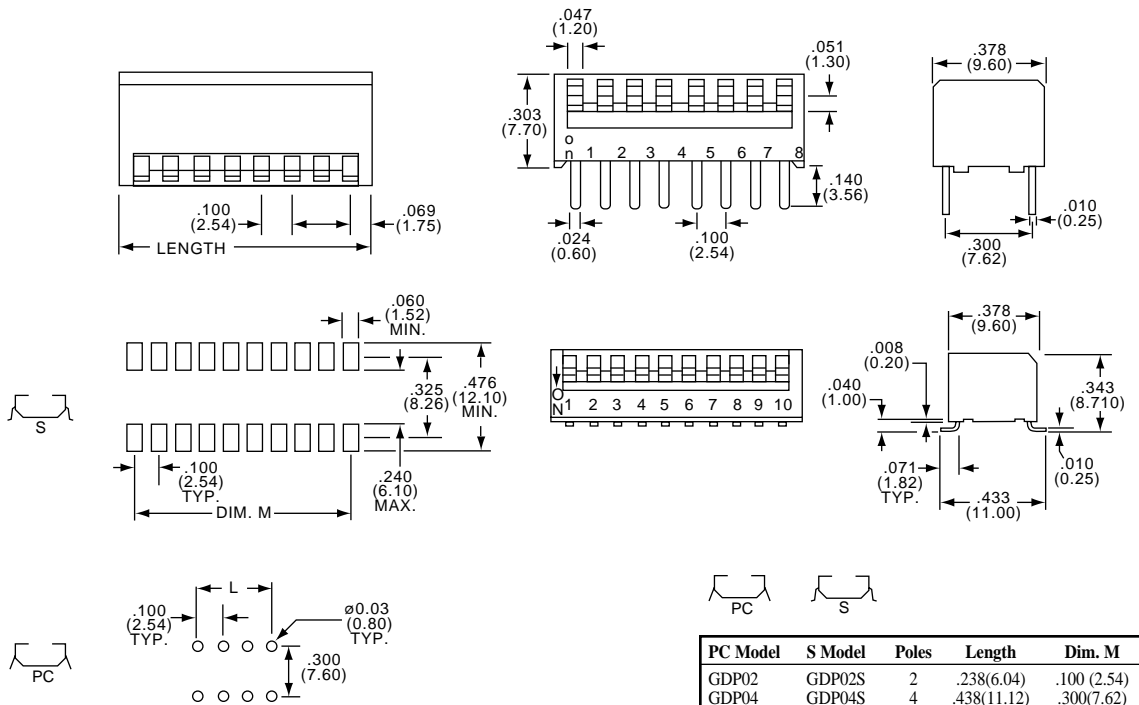 .047
(1.20)
.051
(1.30)
.378
(9.60)
.303
(7.70)
on 1 2 3 4 5 6 7 8
.140
(3.56)
.100
(2.54)
.069
(1.75)
LENGTH
.024
(0.60)
.100
(2.54)
.010
(0.25)
.300
(7.62)
.060
(1.52)
MIN.
.325
(8.26)
.476
(12.10)
MIN.
S
.100
(2.54)
TYP.
.240
(6.10)
MAX.
DIM. M
ON 1 2 3 4 5 6 7 8 9 10
.378
(9.60)
.008
(0.20)
.040
(1.00)
.343
(8.710)
.071
(1.82)
TYP.
.010
(0.25)
.433
(11.00)
L
.100
(2.54)
TYP.
ø0.03
(0.80)
TYP.
.300
(7.60)
PC
PC S
PC Model S Model Poles Length Dim. M
GDP02 GDP02S 2 .238(6.04) .100 (2.54)
GDP04 GDP04S 4 .438(11.12) .300(7.62)